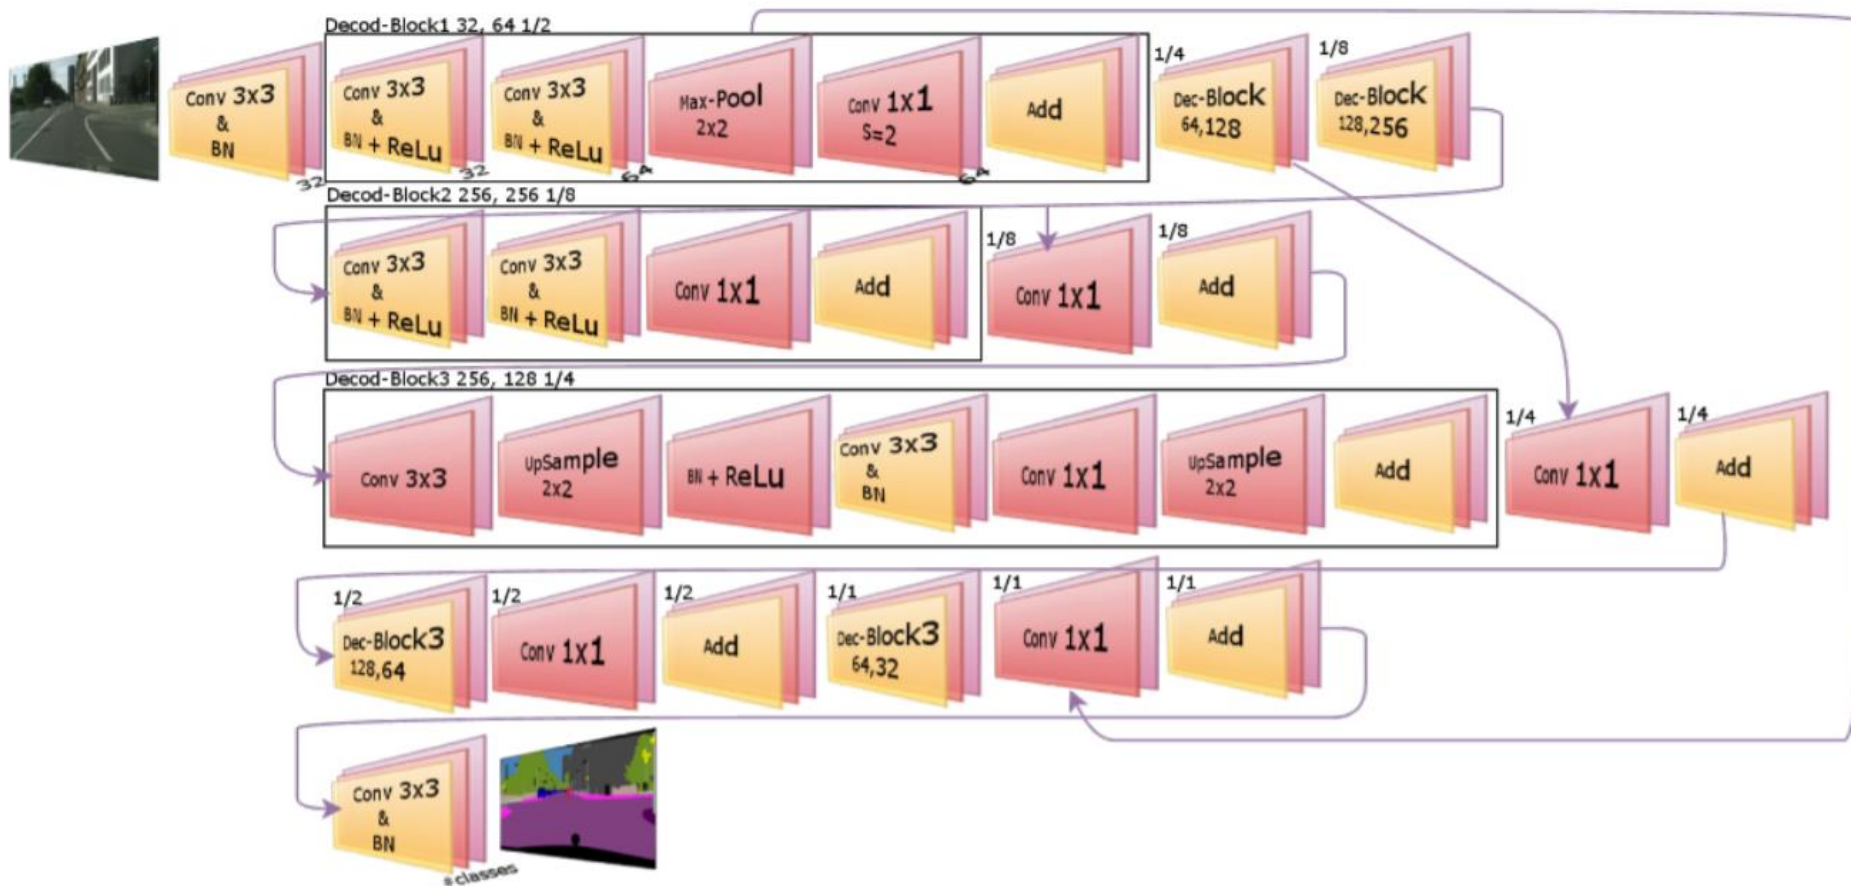 Decod-Block1 32, 64 1/2
Conv 3x3
&
BN
32
Conv 3x3
&
BN + ReLu
32
Conv 3x3
&
BN + ReLu
64
Max-Pool
2x2
Conv 1x1
S=2
64
Add
1/4
Dec-Block
64,128
1/8
Dec-Block
128,256
Decod-Block2 256, 256 1/8
Conv 3x3
&
BN + ReLu
Conv 3x3
&
BN + ReLu
Conv 1x1
Add
1/8
Conv 1x1
1/8
Add
Decod-Block3 256, 128 1/4
Conv 3x3
UpSample
2x2
BN + ReLu
Conv 3x3
&
BN
Conv 1x1
UpSample
2x2
Add
1/4
Conv 1x1
1/4
Add
1/2
Dec-Block3
128,64
1/2
Conv 1x1
1/2
Add
1/1
Dec-Block3
64,32
1/1
Conv 1x1
1/1
Add
Conv 3x3
&
BN
#classes